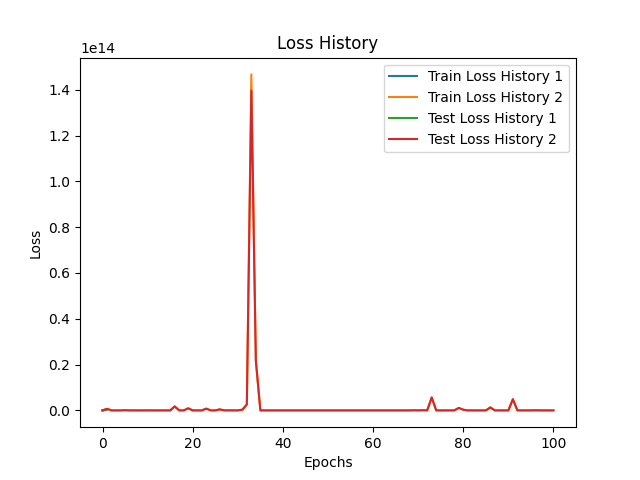 Loss History
1e14
Train Loss History 1
Train Loss History 2
Test Loss History 1
Test Loss History 2
1.4
1.2
1.0
0.8
0.6
0.4
0.2
0.0
Loss
0 20 40 60 80 100
Epochs